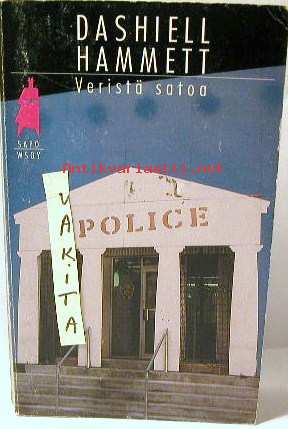 DASHIELL
HAMMETT
Veristä satoa
SAPO
WSOY
Antikvariaatti.net
VAKITA
POLICE